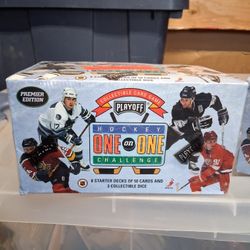 COLLECTIBLE CARD GAME
PREMIER
EDITION
PLAYOFF
HOCKEY
ONE on ONE
CHALLENGE
8 STARTER DECKS OF 50 CARDS AND
3 COLLECTIBLE DICE